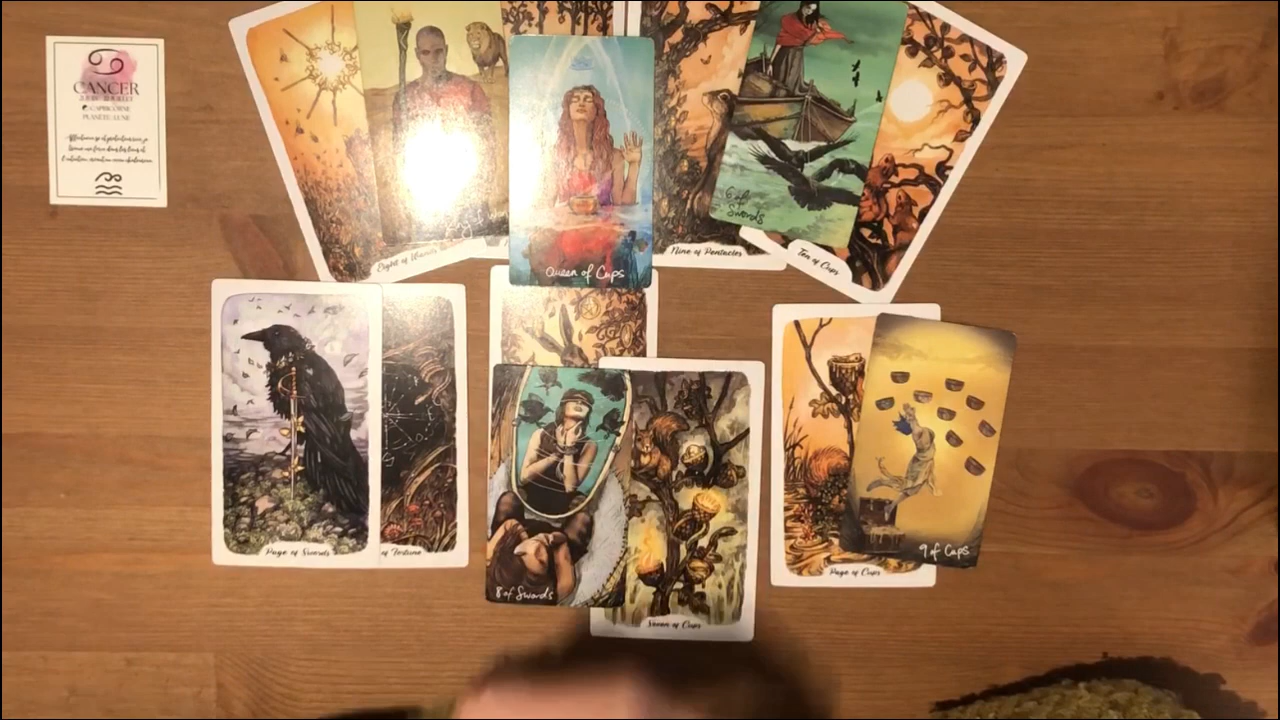 CANCER
PLANÈTE: LUNE
Eight of Wands
Queen of Cups
Nine of Pentacles
6 of
Swords
Ten of Cups
Page of Swords
of Fortune
8 of Swords
Seven of Cups
Page of Cups
9 of Cups